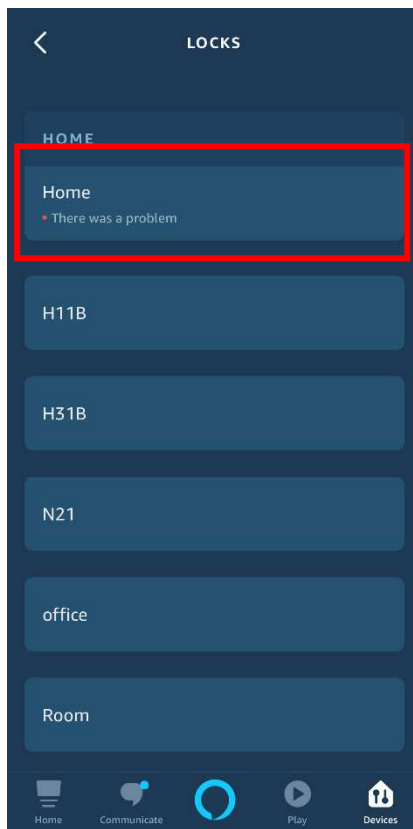 LOCKS
HOME
Home
• There was a problem
H11B
H31B
N21
office
Room
Home Communicate Play Devices